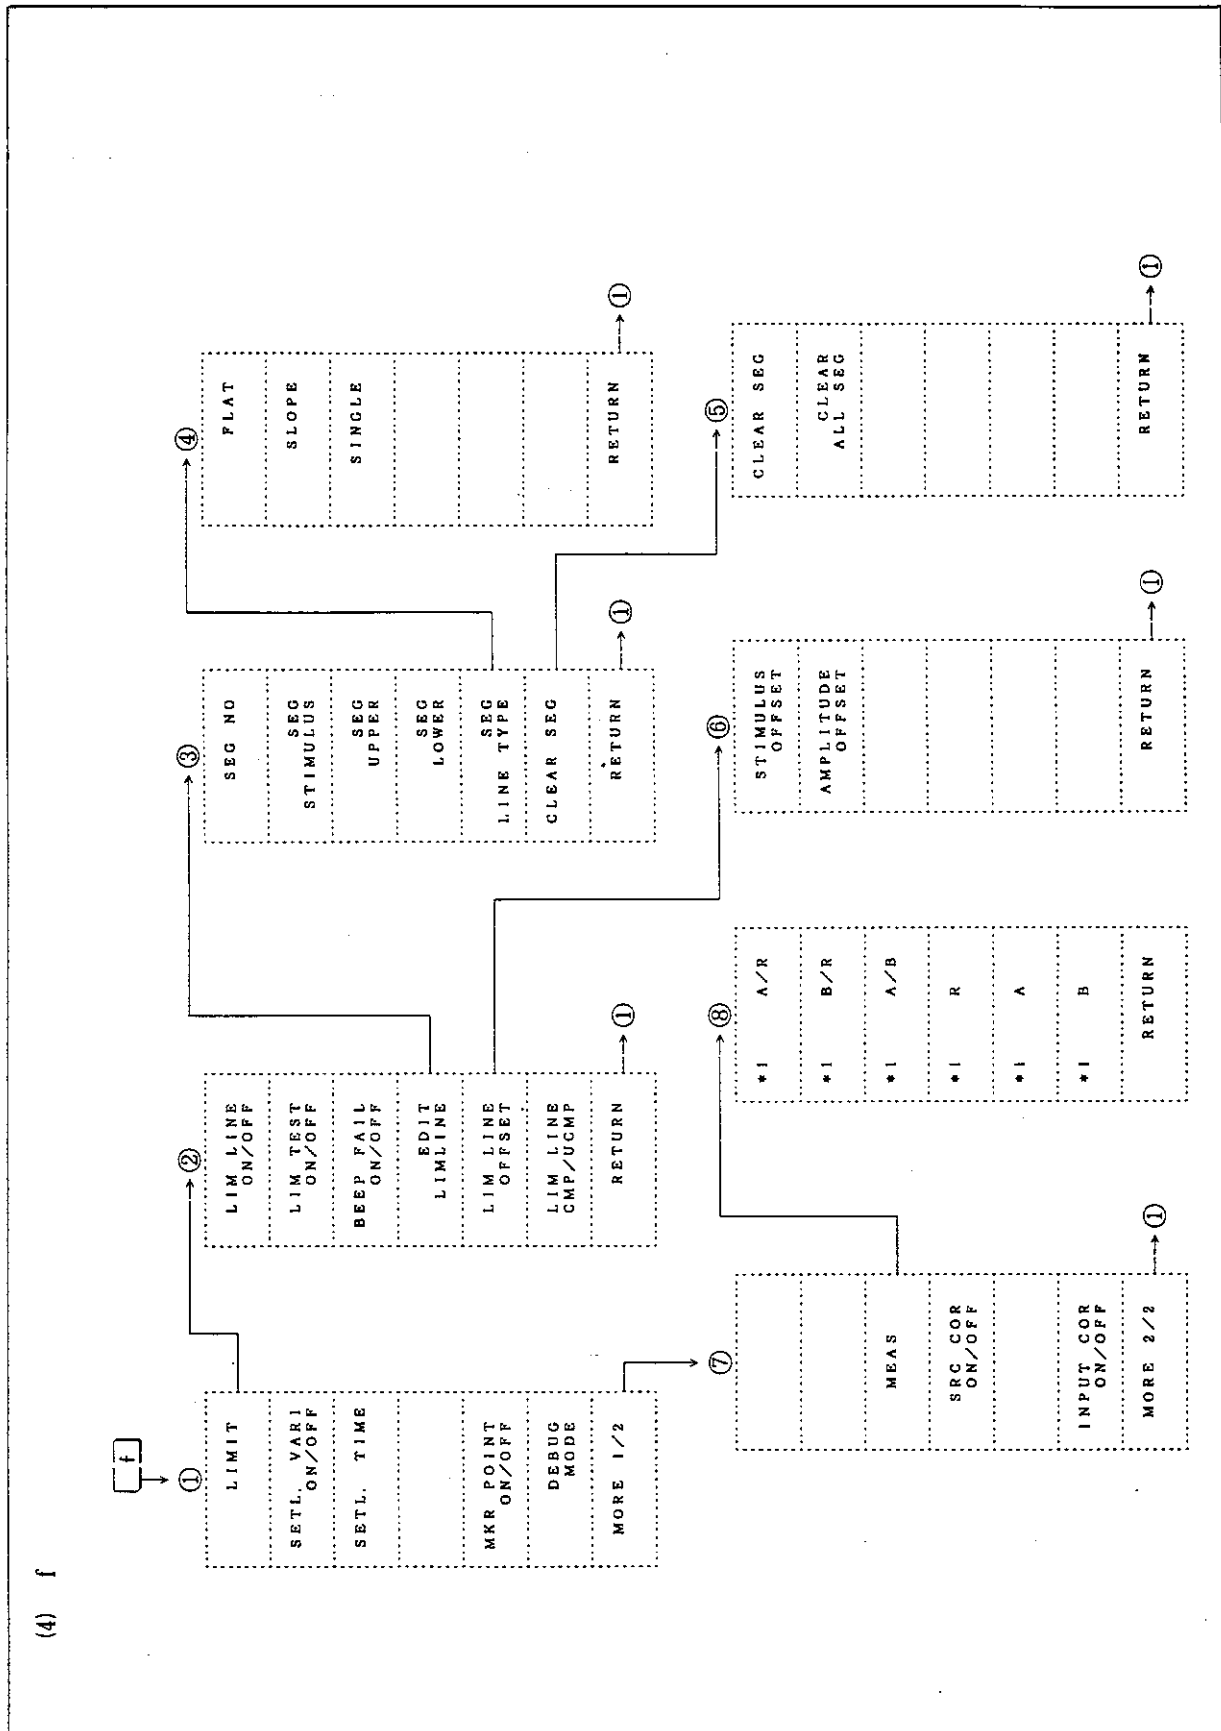 (4) f
f
①
LIMIT
SETL. VARI
ON/OFF
SETL. TIME
MKR POINT
ON/OFF
DEBUG
MODE
MORE 1/2
②
LIM LINE
ON/OFF
LIM TEST
ON/OFF
BEEP FAIL
ON/OFF
EDIT
LIMLINE
LIM LINE
OFFSET
LIM LINE
CMP/UCMP
RETURN
①
③
SEG NO
SEG
STIMULUS
SEG
UPPER
SEG
LOWER
SEG
LINE TYPE
CLEAR SEG
RETURN
①
④
FLAT
SLOPE
SINGLE
RETURN
①
⑦
MEAS
SRC COR
ON/OFF
INPUT COR
ON/OFF
MORE 2/2
①
⑧
*1 A/R
*1 B/R
*1 A/B
*1 R
*1 A
*1 B
RETURN
⑥
STIMULUS
OFFSET
AMPLITUDE
OFFSET
RETURN
①
⑤
CLEAR SEG
CLEAR
ALL SEG
RETURN
①